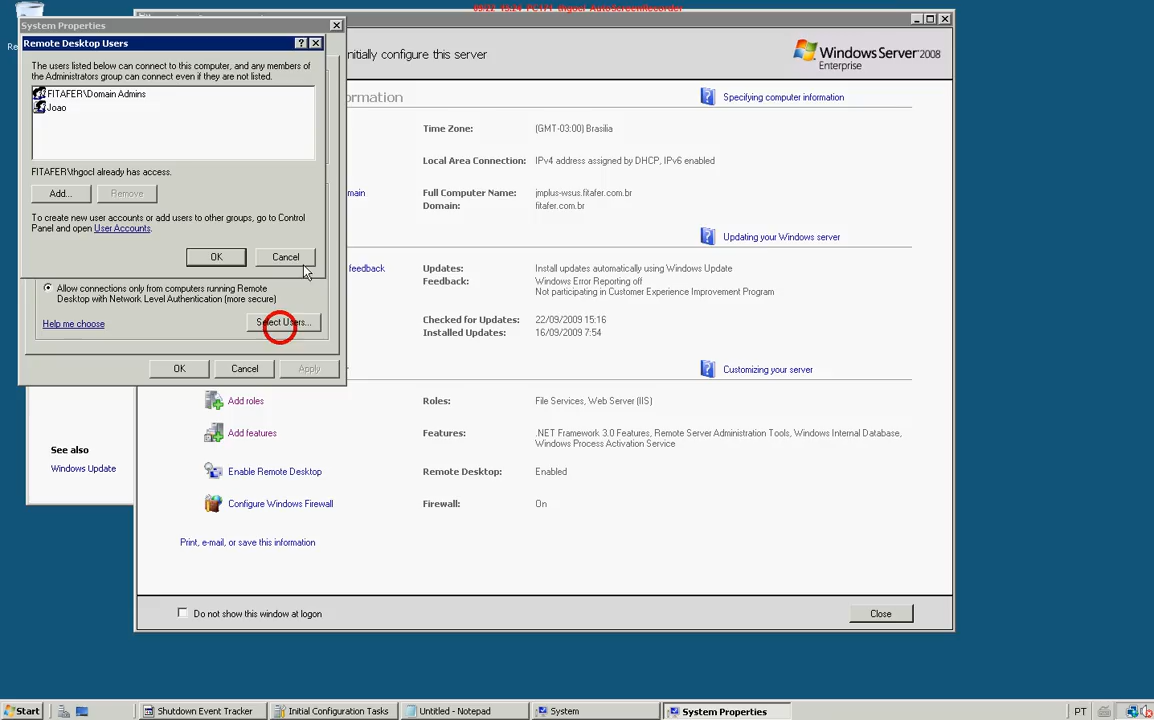 System Properties
Remote Desktop Users
The users listed below can connect to this computer, and any members of
the Administrators group can connect even if they are not listed.
FITAFER\Domain Admins
Joao
FITAFER\thgocl already has access.
Add...
Remove
To create new user accounts or add users to other groups, go to Control
Panel and open User Accounts.
OK
Cancel
Allow connections only from computers running Remote
Desktop with Network Level Authentication (more secure)
Help me choose
Select Users...
OK
Cancel
Apply
See also
Windows Update
nitially configure this server
Windows Server 2008
Enterprise
ormation
Specifying computer information
Time Zone:
(GMT-03:00) Brasilia
Local Area Connection:
IPv4 address assigned by DHCP, IPv6 enabled
main
Full Computer Name:
jmplus-wsus.fitafer.com.br
Domain:
fitafer.com.br
Updating your Windows server
feedback
Updates:
Install updates automatically using Windows Update
Feedback:
Windows Error Reporting off
Not participating in Customer Experience Improvement Program
Checked for Updates:
22/09/2009 15:16
Installed Updates:
16/09/2009 7:54
Customizing your server
Add roles
Roles:
File Services, Web Server (IIS)
Add features
Features:
.NET Framework 3.0 Features, Remote Server Administration Tools, Windows Internal Database,
Windows Process Activation Service
Enable Remote Desktop
Remote Desktop:
Enabled
Configure Windows Firewall
Firewall:
On
Print, e-mail, or save this information
Do not show this window at logon
Close
Start
Shutdown Event Tracker
Initial Configuration Tasks
Untitled - Notepad
System
System Properties
PT